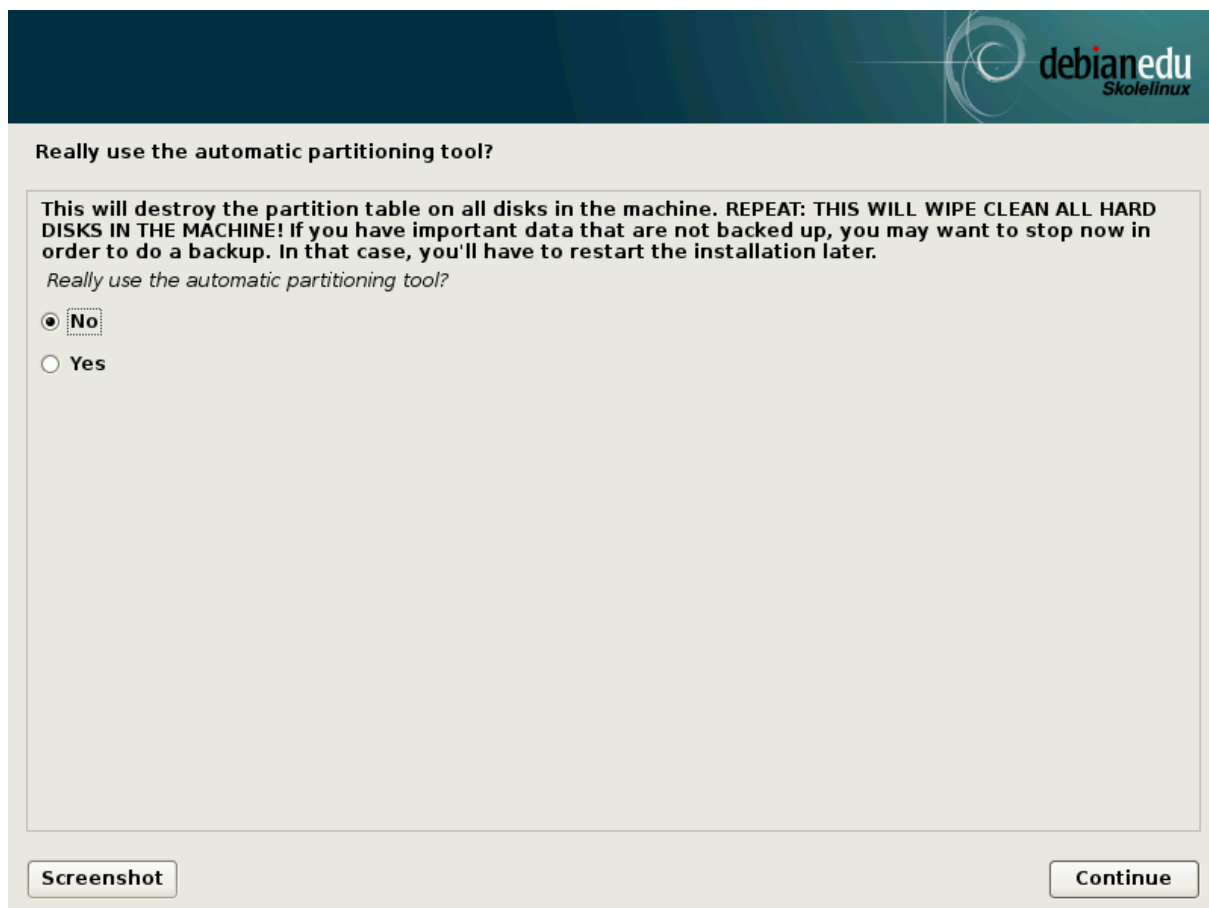 debianedu
Skolelinux
Really use the automatic partitioning tool?
This will destroy the partition table on all disks in the machine. REPEAT: THIS WILL WIPE CLEAN ALL HARD
DISKS IN THE MACHINE! If you have important data that are not backed up, you may want to stop now in
order to do a backup. In that case, you'll have to restart the installation later.
Really use the automatic partitioning tool?
No
Yes
Screenshot
Continue